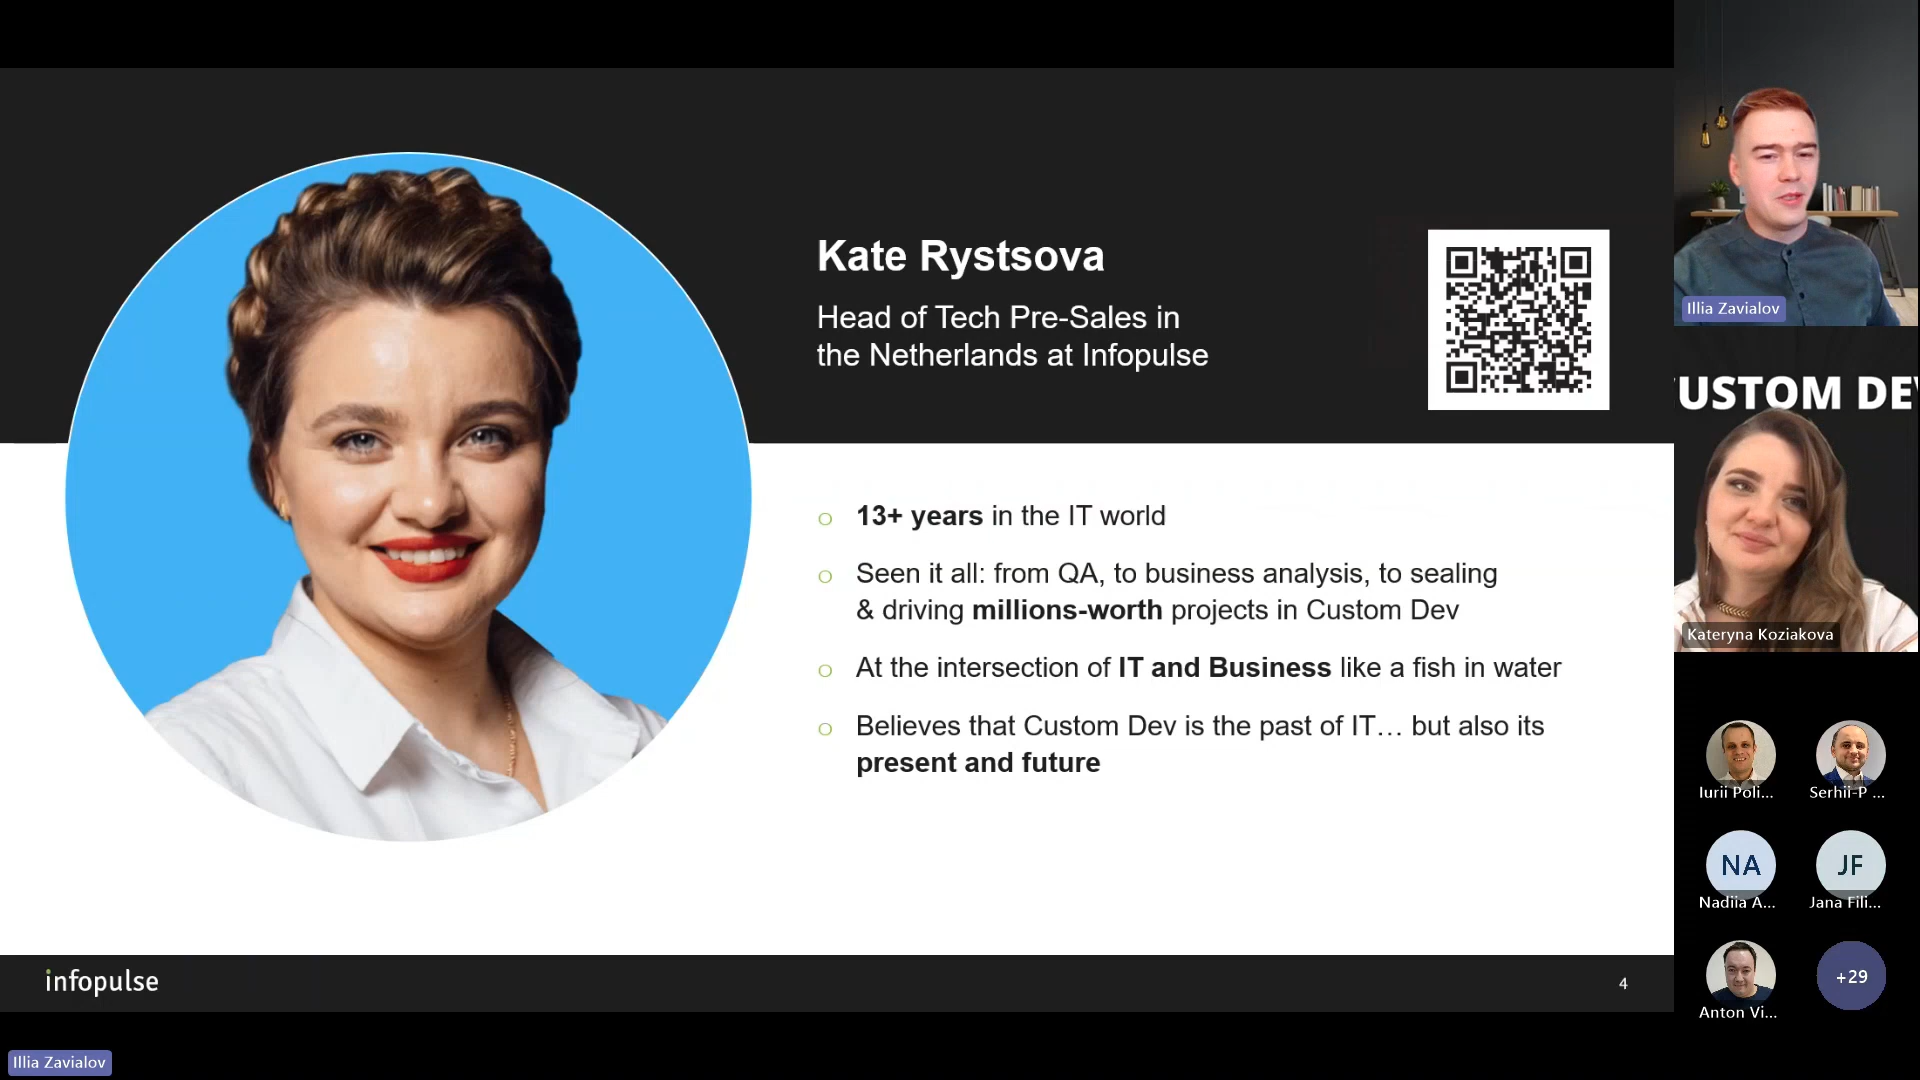 Kate Rystsova
Head of Tech Pre-Sales in
the Netherlands at Infopulse
13+ years in the IT world
Seen it all: from QA, to business analysis, to sealing
& driving millions-worth projects in Custom Dev
At the intersection of IT and Business like a fish in water
Believes that Custom Dev is the past of IT… but also its
present and future
infopulse
4
Illia Zavialov
USTOM DE
Kateryna Koziakova
Iurii Poli...
Serhii-P ...
NA
JF
Nadiia A...
Jana Fili...
+29
Anton Vi...
Illia Zavialov